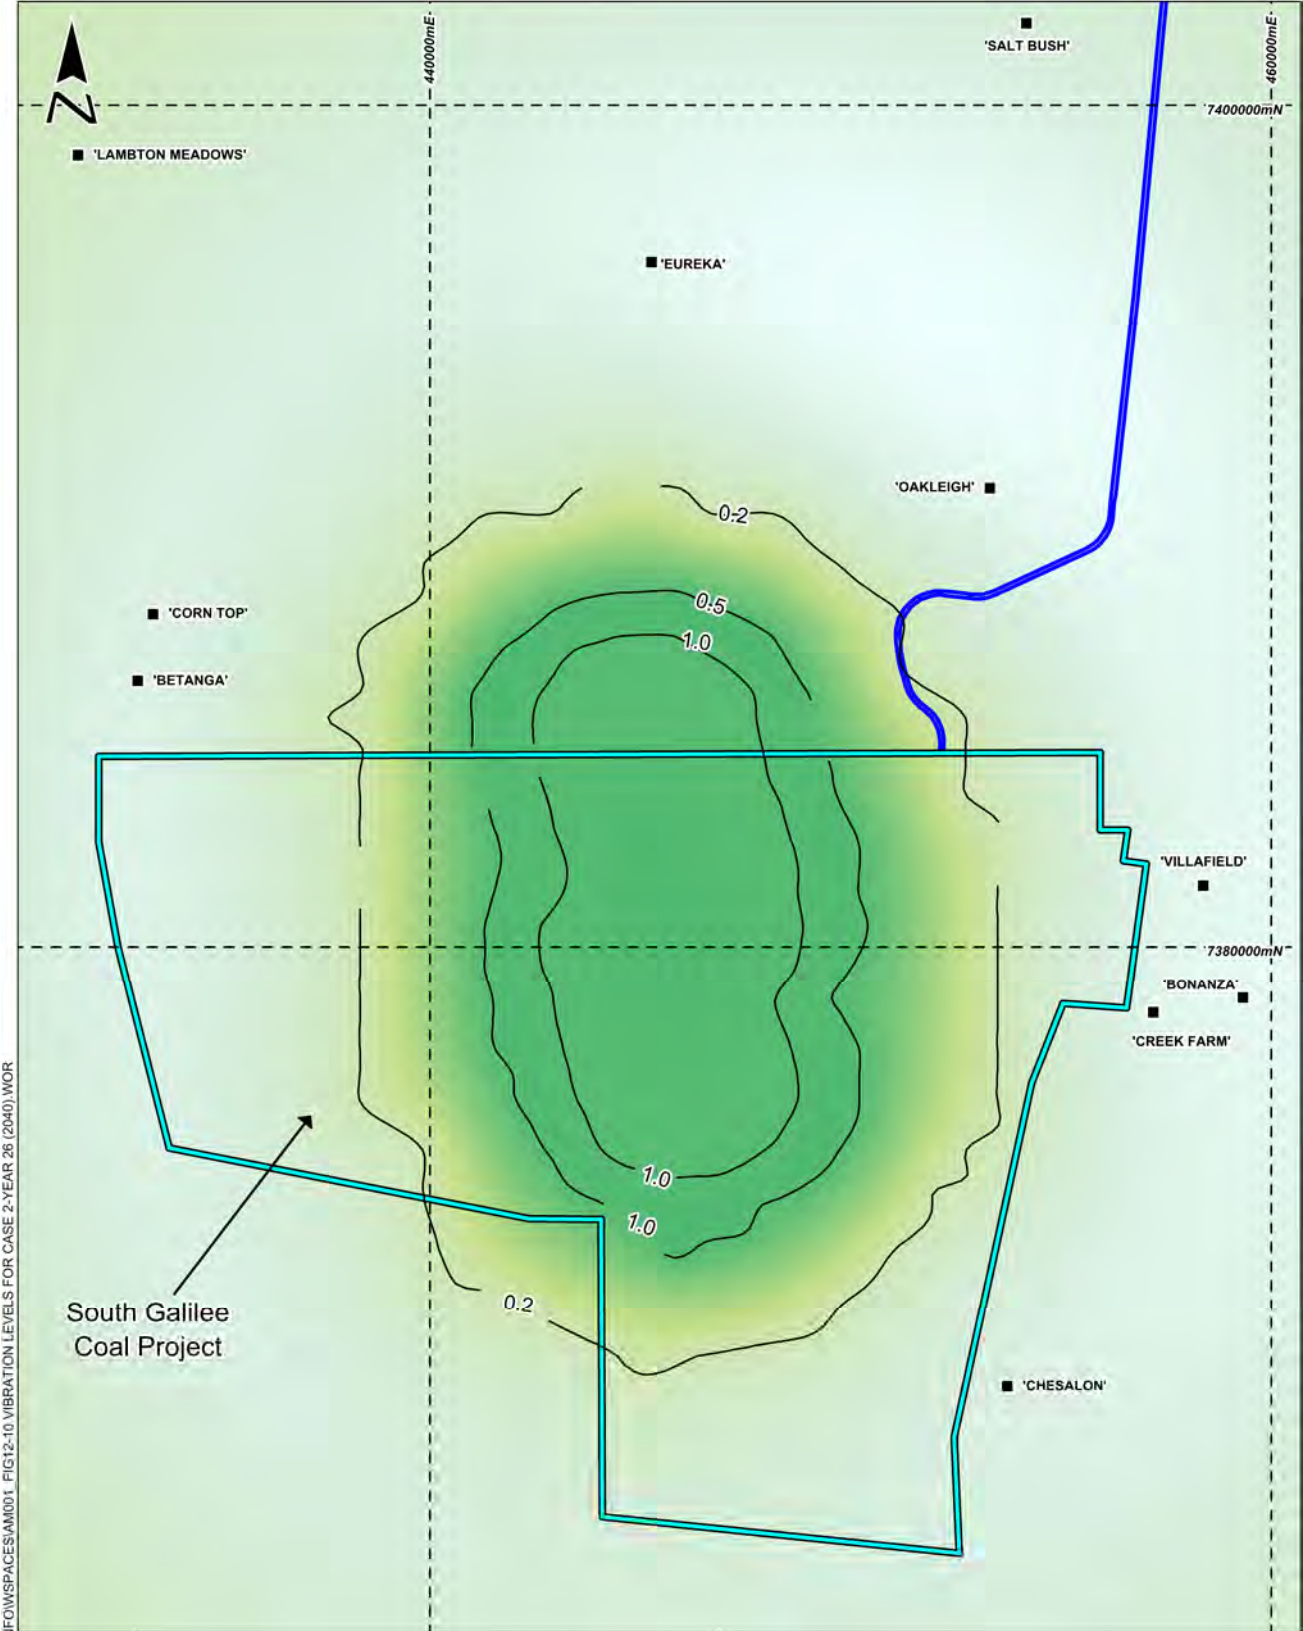 'SALT BUSH'
440000mE
460000mE
7400000mN
'LAMBTON MEADOWS'
'EUREKA'
'OAKLEIGH'
0.2
0.5
'CORN TOP'
1.0
'BETANGA'
'VILLAFIELD'
7380000mN
'BONANZA'
'CREEK FARM'
1.0
1.0
0.2
South Galilee
Coal Project
'CHESALON'
IFO\WSPACES\AM001_FIG12-10 VIBRATION LEVELS FOR CASE 2-YEAR 26 (2040).WOR
N